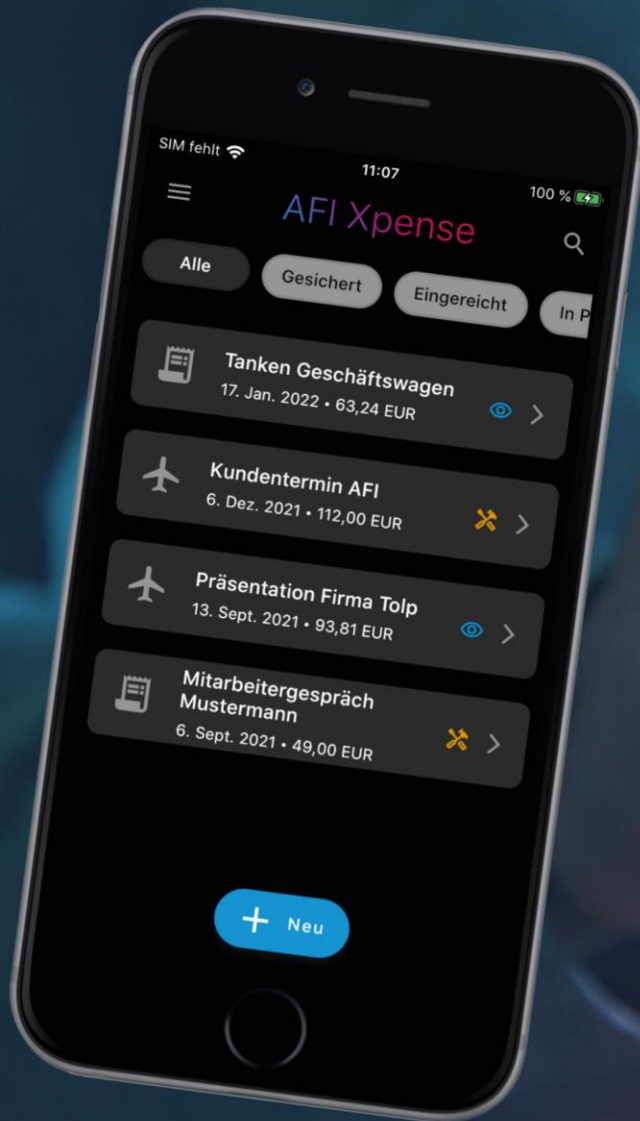 SIM fehlt
11:07
100 %
AFI Xpense
Alle
Gesichert
Eingereicht
In P
Tanken Geschäftswagen
17. Jan. 2022 • 63,24 EUR
Kundentermin AFI
6. Dez. 2021 • 112,00 EUR
Präsentation Firma Tolp
13. Sept. 2021 • 93,81 EUR
Mitarbeitergespräch
Mustermann
6. Sept. 2021 • 49,00 EUR
+ Neu